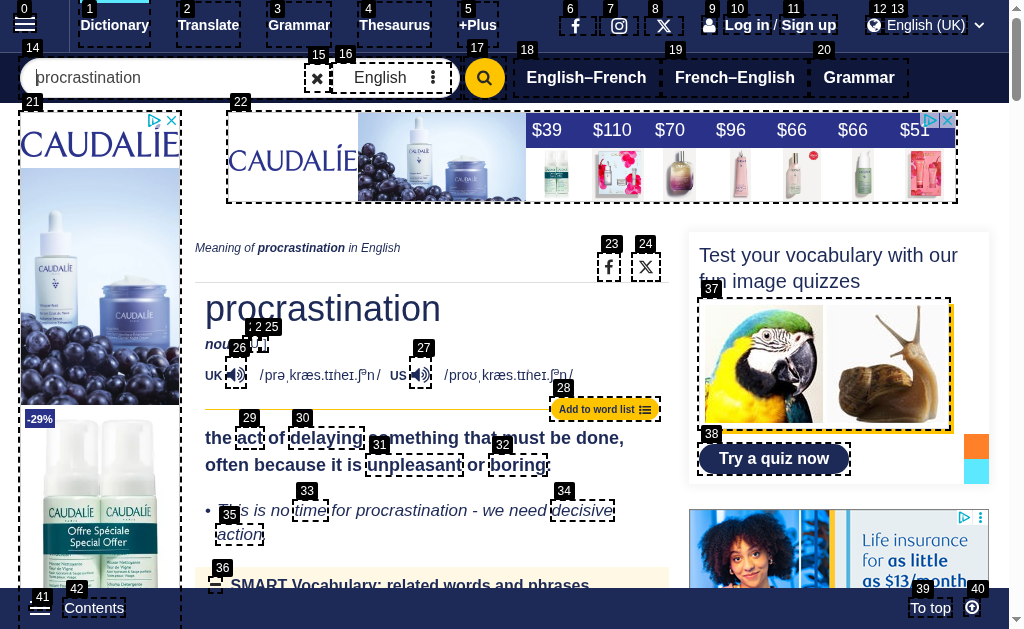 0 1 2 3 4 5 6 7 8 9 10 11 12 13
Dictionary Translate Grammar Thesaurus +Plus Log in / Sign up English (UK)
14 15 16 17 18 19 20
procrastination English English–French French–English Grammar
21 22
CAUDALIE
CAUDALIE
$39 $110 $70 $96 $66 $66 $51
Meaning of procrastination in English
23 24
procrastination
25
[ U ]
26 27
UK /prəˌkræs.tɪˈneɪ.ʃᵊn/ US /proʊˌkræs.tɪˈneɪ.ʃᵊn/
28
Add to word list
29 30 31 32
the act of delaying something that must be done,
often because it is unpleasant or boring:
33 34 35
• This is no time for procrastination - we need decisive
action.
36
SMART Vocabulary: related words and phrases
Test your vocabulary with our
fun image quizzes
37
38
Try a quiz now
-29%
CAUDALIE CAUDALIE
Offre Spéciale
Special Offer
Life insurance
for as little
as $13/month
39 40 41 42
Contents To top